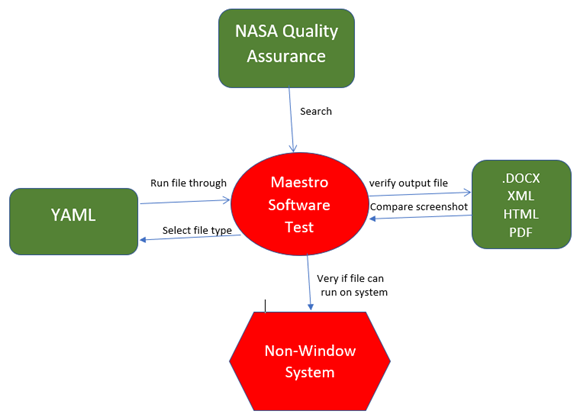 NASA Quality
Assurance
Search
Run file through
Maestro
Software
Test
verify output file
.DOCX
XML
HTML
PDF
YAML
Compare screenshot
Select file type
Very if file can
run on system
Non-Window
System